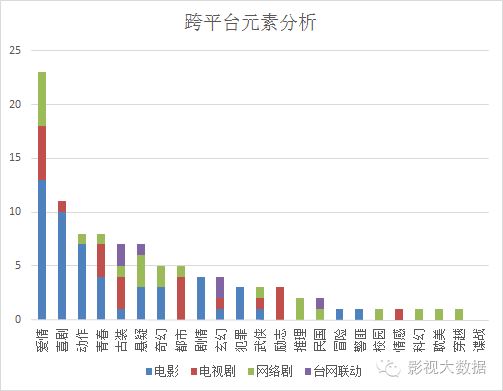 跨平台元素分析
25
20
15
10
5
0
爱情 喜剧 动作 青春 古装 悬疑 奇幻 都市 剧情 玄幻 犯罪 武侠 励志 推理 民国 冒险 警匪 校园 情感 科幻 耽美 穿越 谍战
电影 电视剧 网络剧 台网联动
影视大数据